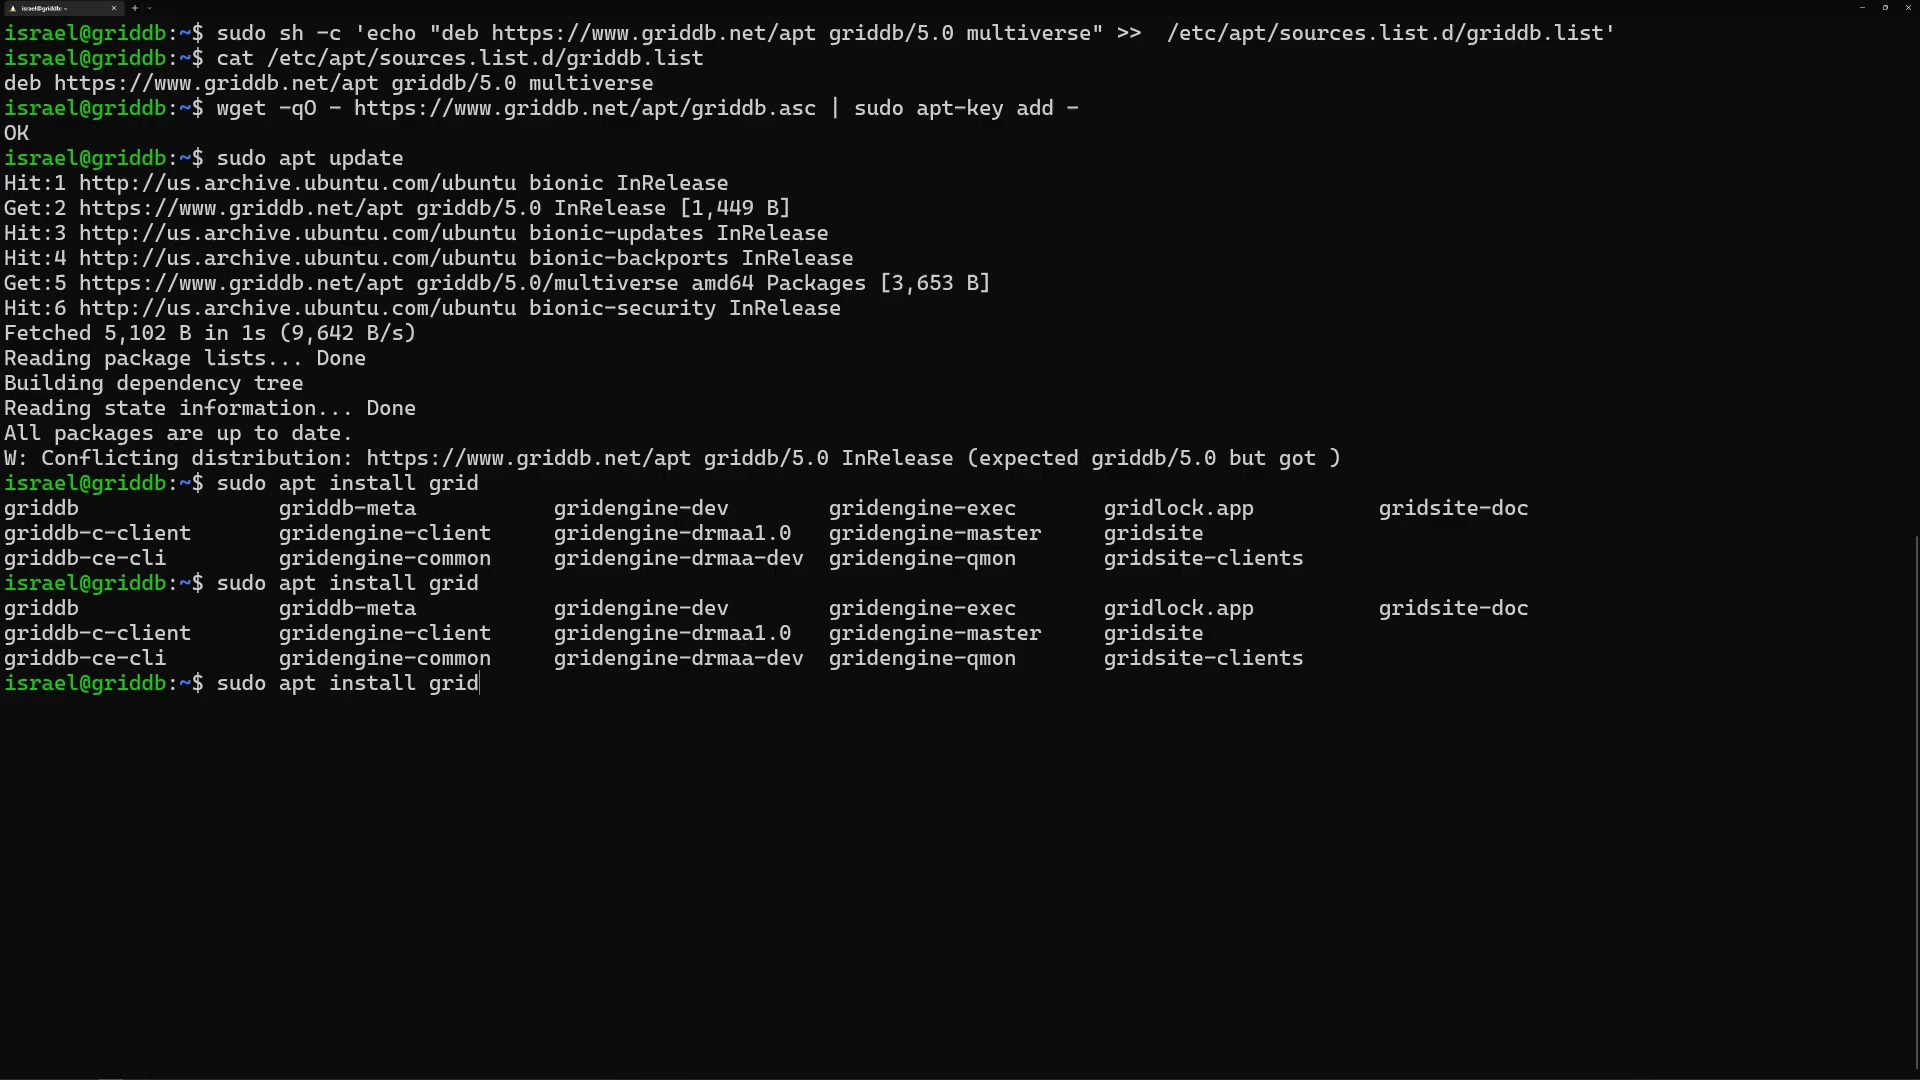 israel@griddb: ~
israel@griddb:~$ sudo sh -c 'echo "deb https://www.griddb.net/apt griddb/5.0 multiverse" >>  /etc/apt/sources.list.d/griddb.list'
israel@griddb:~$ cat /etc/apt/sources.list.d/griddb.list
deb https://www.griddb.net/apt griddb/5.0 multiverse
israel@griddb:~$ wget -qO - https://www.griddb.net/apt/griddb.asc | sudo apt-key add -
OK
israel@griddb:~$ sudo apt update
Hit:1 http://us.archive.ubuntu.com/ubuntu bionic InRelease
Get:2 https://www.griddb.net/apt griddb/5.0 InRelease [1,449 B]
Hit:3 http://us.archive.ubuntu.com/ubuntu bionic-updates InRelease
Hit:4 http://us.archive.ubuntu.com/ubuntu bionic-backports InRelease
Get:5 https://www.griddb.net/apt griddb/5.0/multiverse amd64 Packages [3,653 B]
Hit:6 http://us.archive.ubuntu.com/ubuntu bionic-security InRelease
Fetched 5,102 B in 1s (9,642 B/s)
Reading package lists... Done
Building dependency tree
Reading state information... Done
All packages are up to date.
W: Conflicting distribution: https://www.griddb.net/apt griddb/5.0 InRelease (expected griddb/5.0 but got )
israel@griddb:~$ sudo apt install grid
griddb                griddb-meta           gridengine-dev        gridengine-exec       gridlock.app          gridsite-doc
griddb-c-client       gridengine-client     gridengine-drmaa1.0   gridengine-master     gridsite
griddb-ce-cli         gridengine-common     gridengine-drmaa-dev  gridengine-qmon       gridsite-clients
israel@griddb:~$ sudo apt install grid
griddb                griddb-meta           gridengine-dev        gridengine-exec       gridlock.app          gridsite-doc
griddb-c-client       gridengine-client     gridengine-drmaa1.0   gridengine-master     gridsite
griddb-ce-cli         gridengine-common     gridengine-drmaa-dev  gridengine-qmon       gridsite-clients
israel@griddb:~$ sudo apt install grid